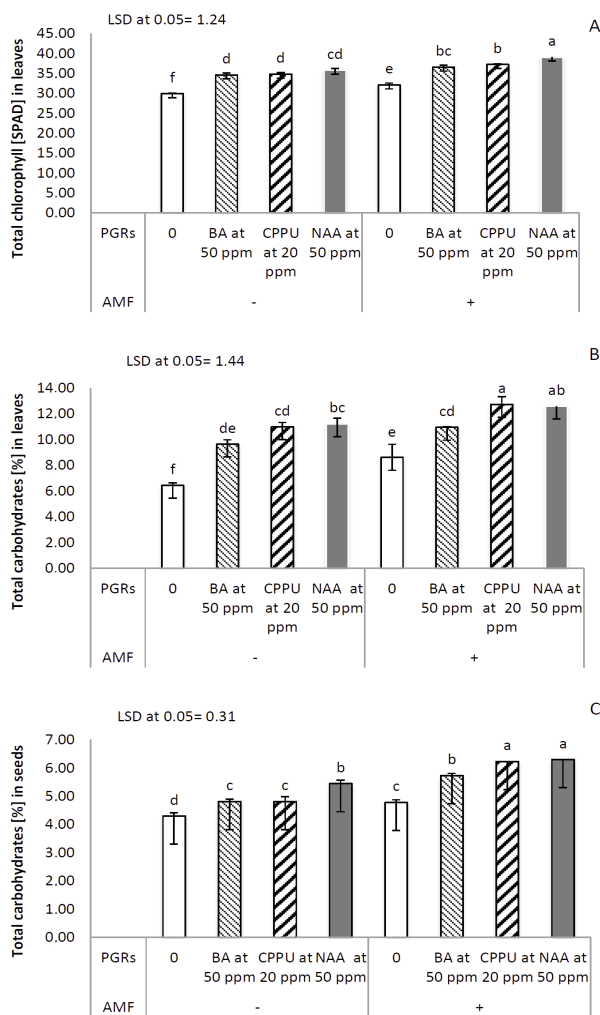 LSD at 0.05= 1.24
A
Total chlorophyll [SPAD] in leaves
45.00
40.00
35.00
30.00
25.00
20.00
15.00
10.00
5.00
0.00
f
d
d
cd
e
bc
b
a
PGRs
0
BA at
50 ppm
CPPU
at 20
ppm
NAA at
50 ppm
0
BA at
50 ppm
CPPU
at 20
ppm
NAA at
50 ppm
AMF
-
+
B
LSD at 0.05= 1.44
Total carbohydrates [%] in leaves
14.00
12.00
10.00
8.00
6.00
4.00
2.00
0.00
f
de
cd
bc
e
cd
a
ab
PGRs
0
BA at
50 ppm
CPPU
at 20
ppm
NAA at
50 ppm
0
BA at
50 ppm
CPPU
at 20
ppm
NAA at
50 ppm
AMF
-
+
C
LSD at 0.05= 0.31
Total carbohydrates [%] in seeds
7.00
6.00
5.00
4.00
3.00
2.00
1.00
0.00
d
c
c
b
c
b
a
a
PGRs
0
BA at
50 ppm
CPPU at
20 ppm
NAA at
50 ppm
0
BA at
50 ppm
CPPU at
20 ppm
NAA at
50 ppm
AMF
-
+